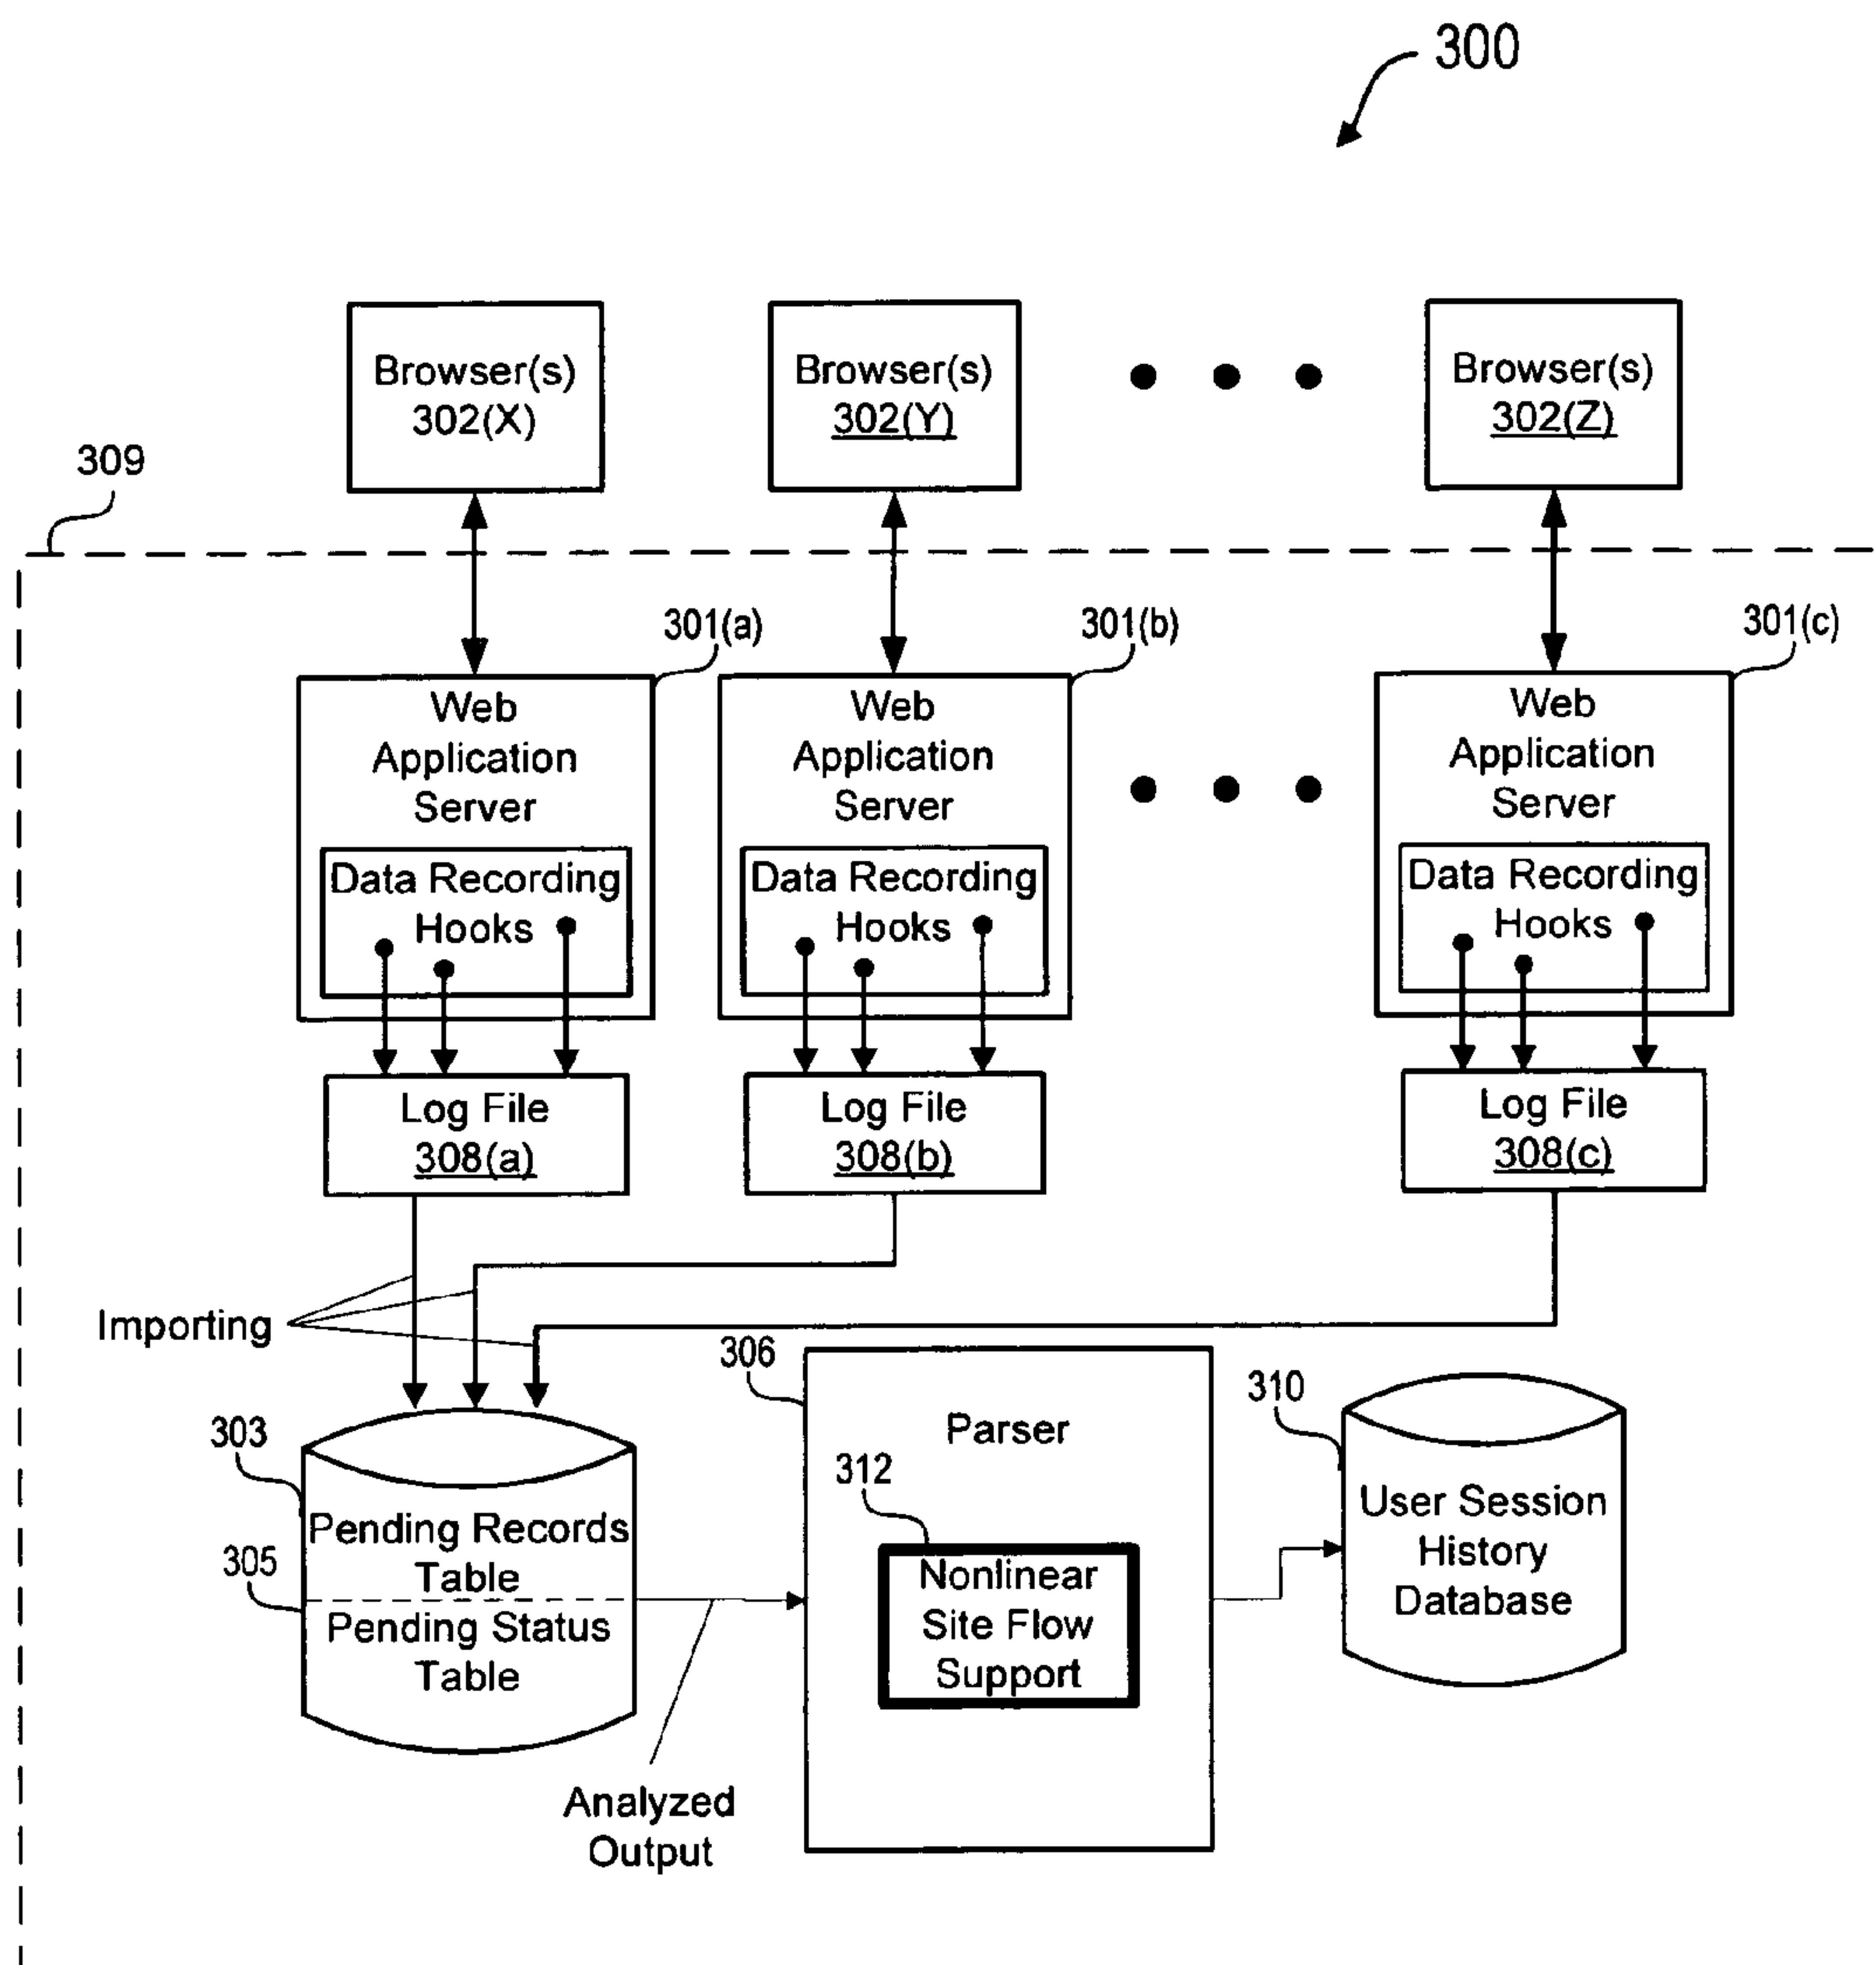 300
Browser(s)
302(X)
Browser(s)
302(Y)
Browser(s)
302(Z)
309
301(a)
301(b)
301(c)
Web
Application
Server
Data Recording
Hooks
Web
Application
Server
Data Recording
Hooks
Web
Application
Server
Data Recording
Hooks
Log File
308(a)
Log File
308(b)
Log File
308(c)
Importing
303
305
Pending Records
Table
Pending Status
Table
Analyzed
Output
306
Parser
312
Nonlinear
Site Flow
Support
310
User Session
History
Database